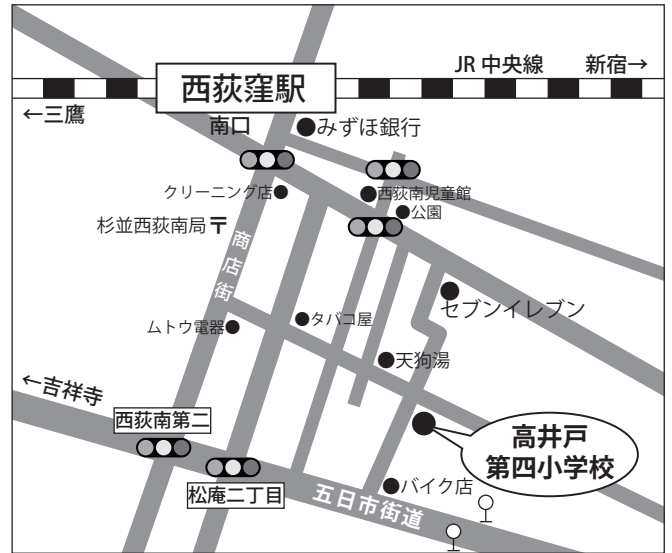 JR 中央線
新宿→
西荻窪駅
←三鷹
南口
みずほ銀行
クリーニング店
西荻南児童館
公園
杉並西荻南局〒
商店街
セブンイレブン
ムトウ電器
タバコ屋
天狗湯
←吉祥寺
西荻南第二
高井戸
第四小学校
松庵二丁目
バイク店
五日市街道